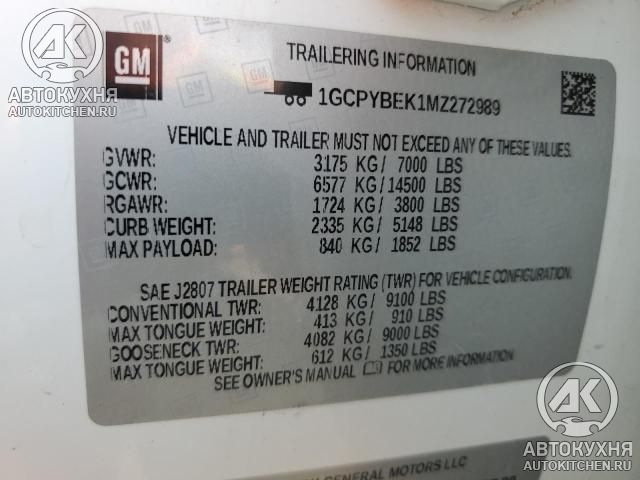 GM
TRAILERING INFORMATION
1GCPYBEK1MZ272989
VEHICLE AND TRAILER MUST NOT EXCEED ANY OF THESE VALUES.
GVWR: 3175 KG/ 7000 LBS
GCWR: 6577 KG/ 14500 LBS
RGAWR: 1724 KG/ 3800 LBS
CURB WEIGHT: 2335 KG/ 5148 LBS
MAX PAYLOAD: 840 KG/ 1852 LBS
SAE J2807 TRAILER WEIGHT RATING (TWR) FOR VEHICLE CONFIGURATION.
CONVENTIONAL TWR: 4128 KG/ 9100 LBS
MAX TONGUE WEIGHT: 413 KG/ 910 LBS
GOOSENECK TWR: 4082 KG/ 9000 LBS
MAX TONGUE WEIGHT: 612 KG/ 1350 LBS
SEE OWNER'S MANUAL FOR MORE INFORMATION
GENERAL MOTORS LLC
AK
АВТОКУХНЯ
AUTOKITCHEN.RU
AK
АВТОКУХНЯ
AUTOKITCHEN.RU